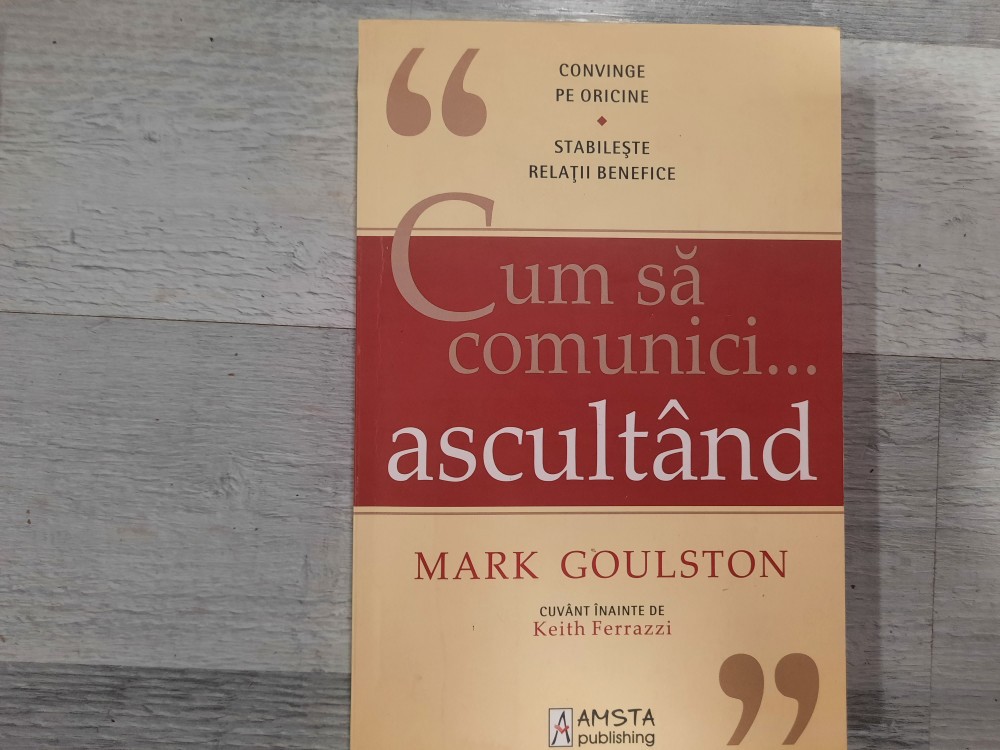 “
CONVINGE
PE ORICINE
STABILEŞTE
RELAŢII BENEFICE
Cum să
comunici...
ascultând
MARK GOULSTON
CUVÂNT ÎNAINTE DE
Keith Ferrazzi
”
AMSTA
publishing